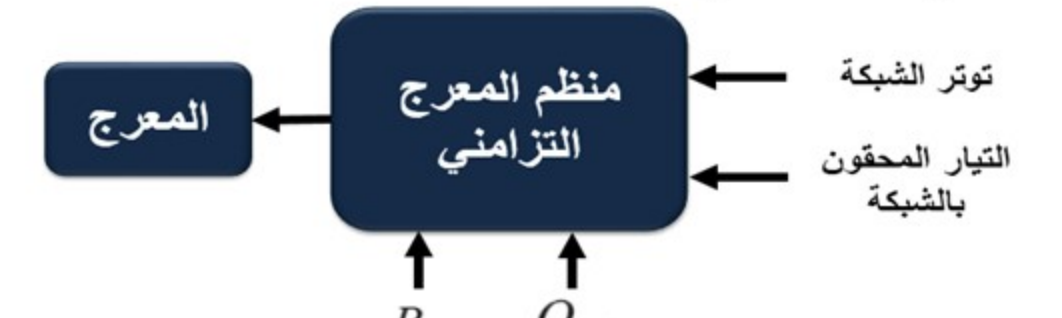 توتر الشبكة
منظم المعرج
التزامني
المعرج
التيار المحقون
بالشبكة
P
Q